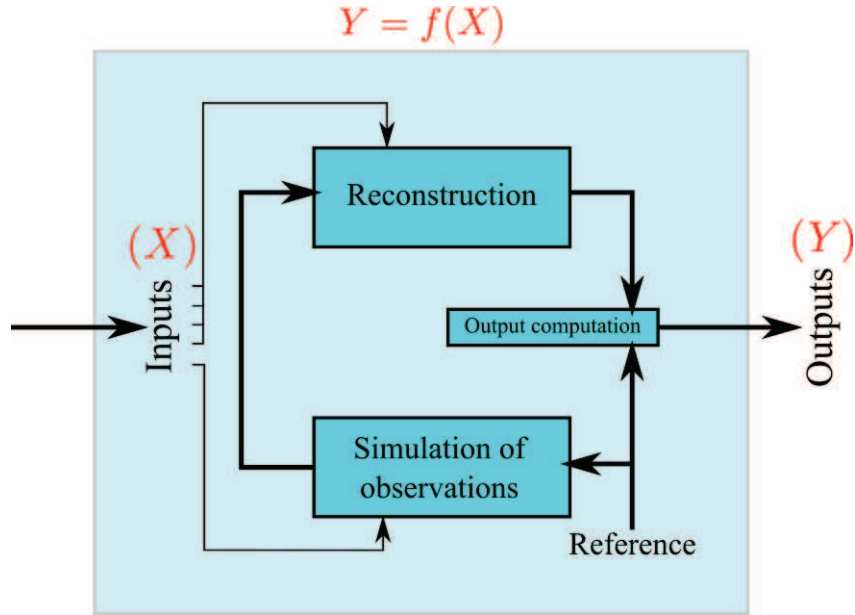 Y = f(X)
Reconstruction
(X)
Inputs
(Y)
Outputs
Output computation
Simulation of
observations
Reference